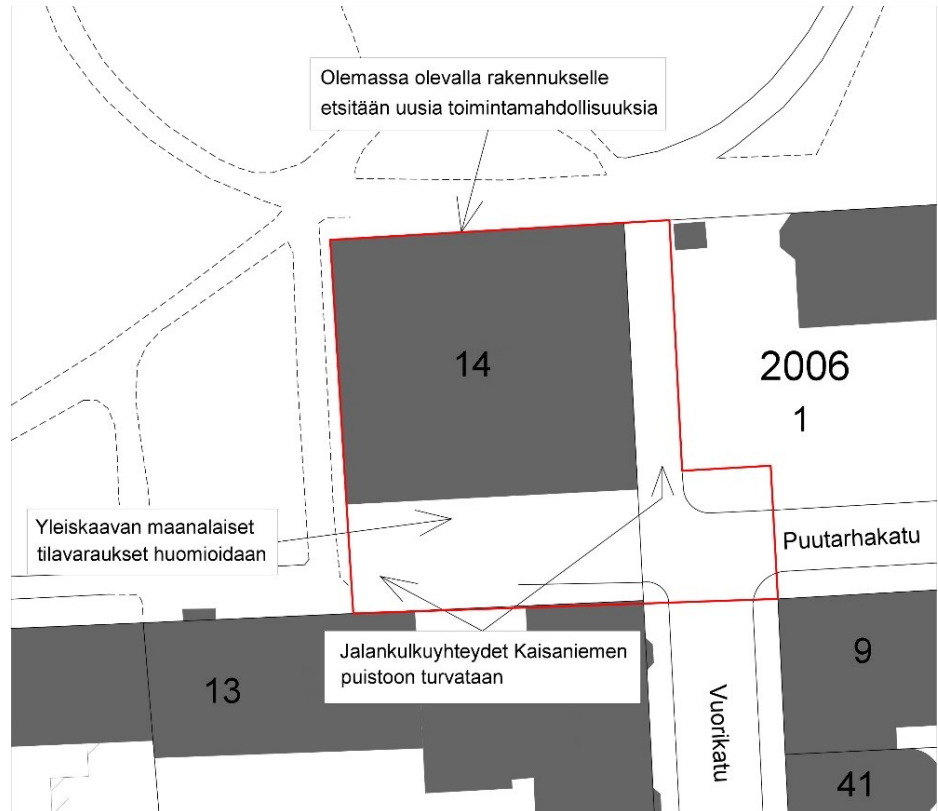 Olemassa olevalla rakennukselle
etsitään uusia toimintamahdollisuuksia
14
2006
1
Yleiskaavan maanalaiset
tilavaraukset huomioidaan
Puutarhakatu
Jalankulkuyhteydet Kaisaniemen
puistoon turvataan
13
9
Vuorikatu
41